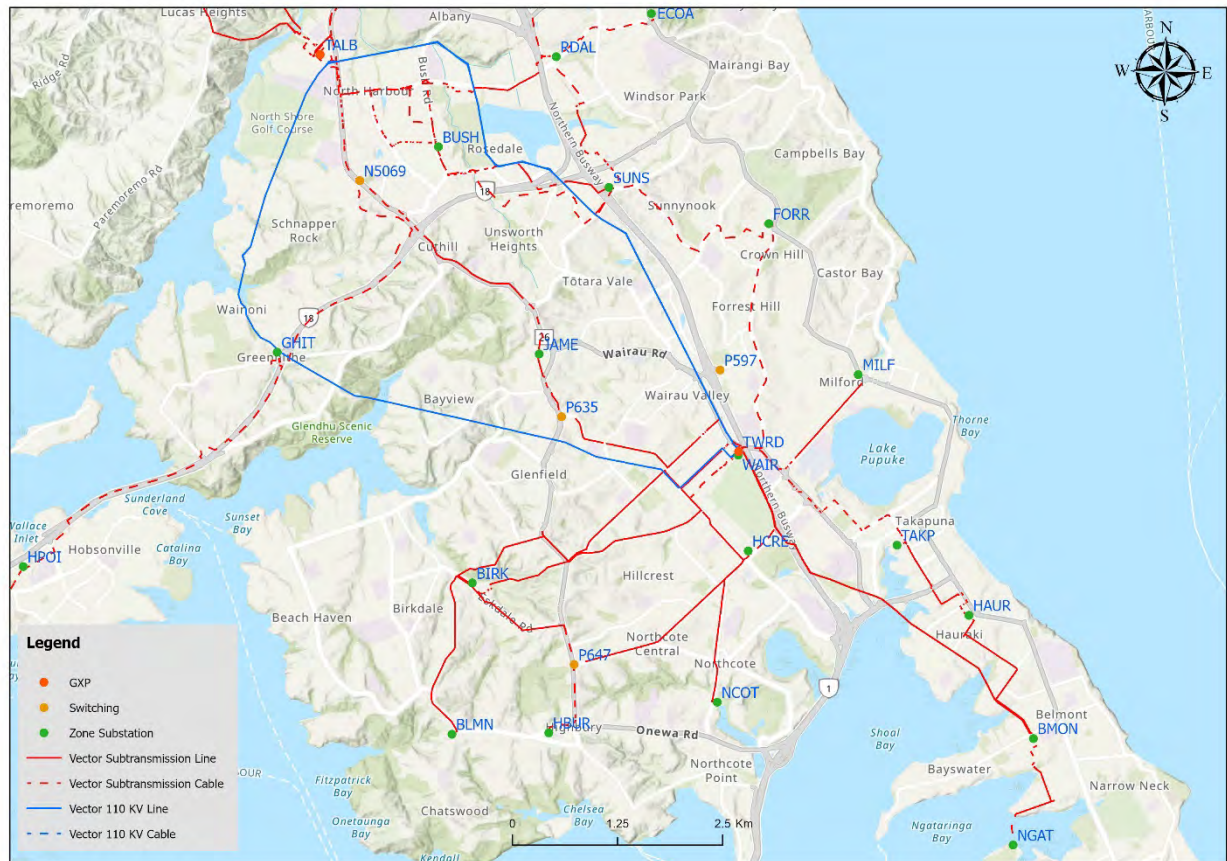 Lucas Heights
Albany
ECOA
TALB
RDAL
Mairangi Bay
N
W
E
S
Ridge Rd
North Harbour
Bush Rd
Windsor Park
North Shore
Golf Course
Northern Busway
BUSH
Rosedale
Campbells Bay
Paremoremo Rd
N5069
18
SUNS
Sunnynook
FORR
Schnapper
Rock
Cuthill
Unsworth
Heights
Crown Hill
Castor Bay
Tōtara Vale
Wainoni
Forrest Hill
18
26
GHIT
Greenhithe
JAME
Wairau Rd
P597
MILF
Milford
Bayview
Wairau Valley
P635
Thorne
Bay
Glendhu Scenic
Reserve
TWRD
WAIR
Lake
Pupuke
Glenfield
Northern Busway
Sunderland
Cove
Sunset
Bay
Wallace
Inlet
Hobsonville
Catalina
Bay
HPOI
Takapuna
TAKP
HCRE
BIRK
Hillcrest
Eskdale Rd
Birkdale
Beach Haven
HAUR
Hauraki
Legend
GXP
Switching
Zone Substation
Vector Subtransmission Line
Vector Subtransmission Cable
Vector 110 KV Line
Vector 110 KV Cable
P647
Northcote
Central
Northcote
NCOT
1
BLMN
HBUR
Highbury
Onewa Rd
Shoal
Bay
Belmont
BMON
Bayswater
Northcote
Point
Fitzpatrick
Bay
Narrow Neck
Chatswood
Onetaunga
Bay
Chelsea
Bay
0
1.25
2.5 Km
Ngataringa
Bay
Kendall
NGAT